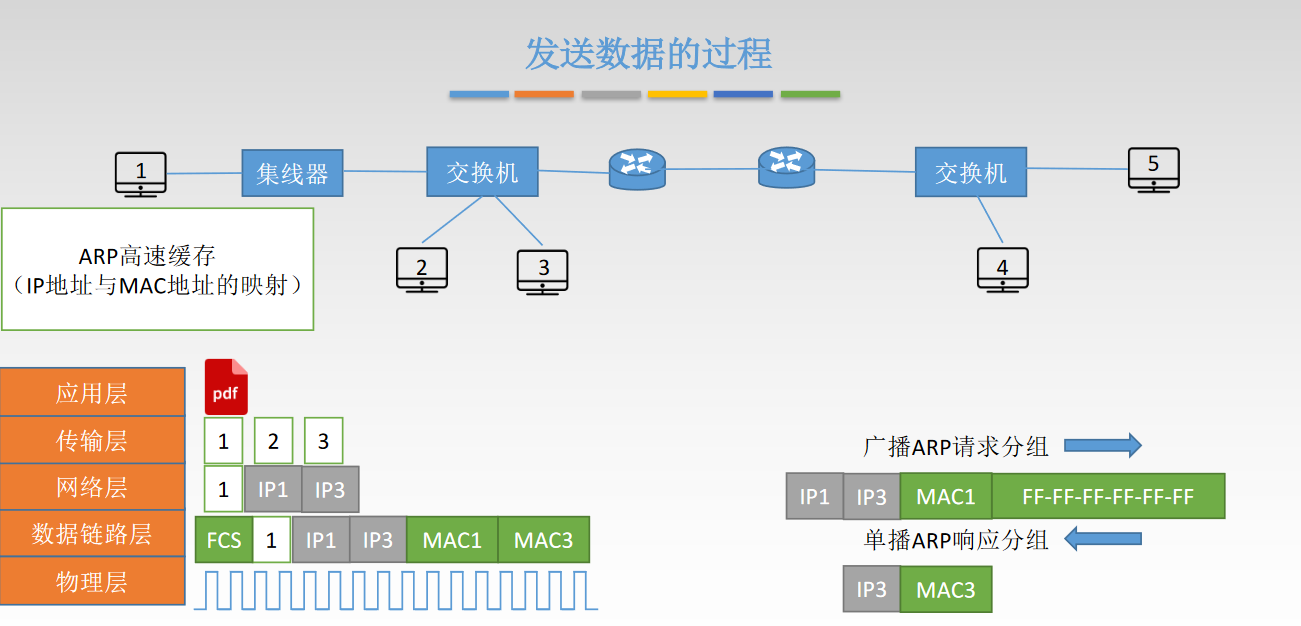 发送数据的过程
1
集线器
交换机
交换机
5
2
3
4
ARP高速缓存
（IP地址与MAC地址的映射）
应用层
pdf
传输层
1 2 3
网络层
1 IP1 IP3
数据链路层
FCS 1 IP1 IP3 MAC1 MAC3
物理层
广播ARP请求分组
IP1 IP3 MAC1 FF-FF-FF-FF-FF-FF
单播ARP响应分组
IP3 MAC3